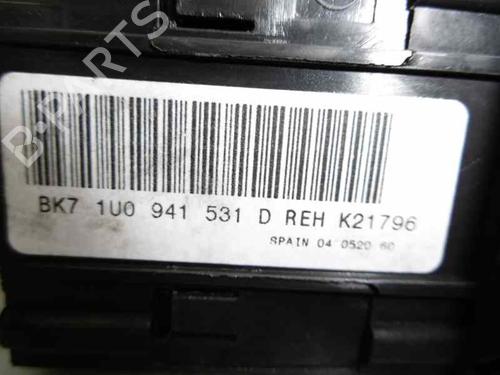 B-PARTS
BK7 1U0 941 531 D REH K21796
SPAIN 04 0520 60